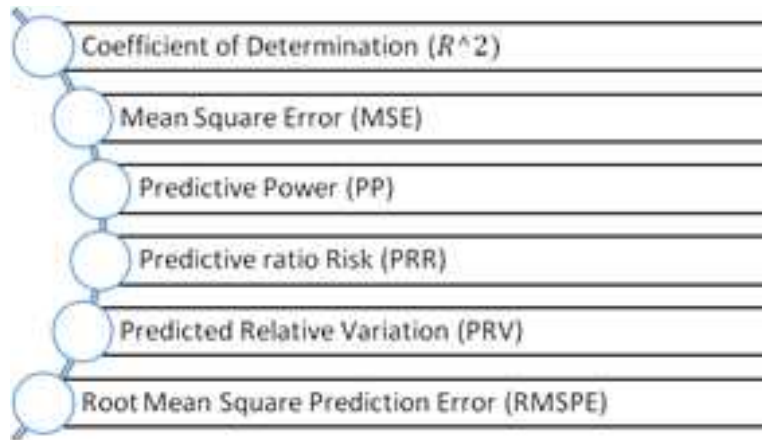 Coefficient of Determination (R^2)
Mean Square Error (MSE)
Predictive Power (PP)
Predictive ratio Risk (PRR)
Predicted Relative Variation (PRV)
Root Mean Square Prediction Error (RMSPE)